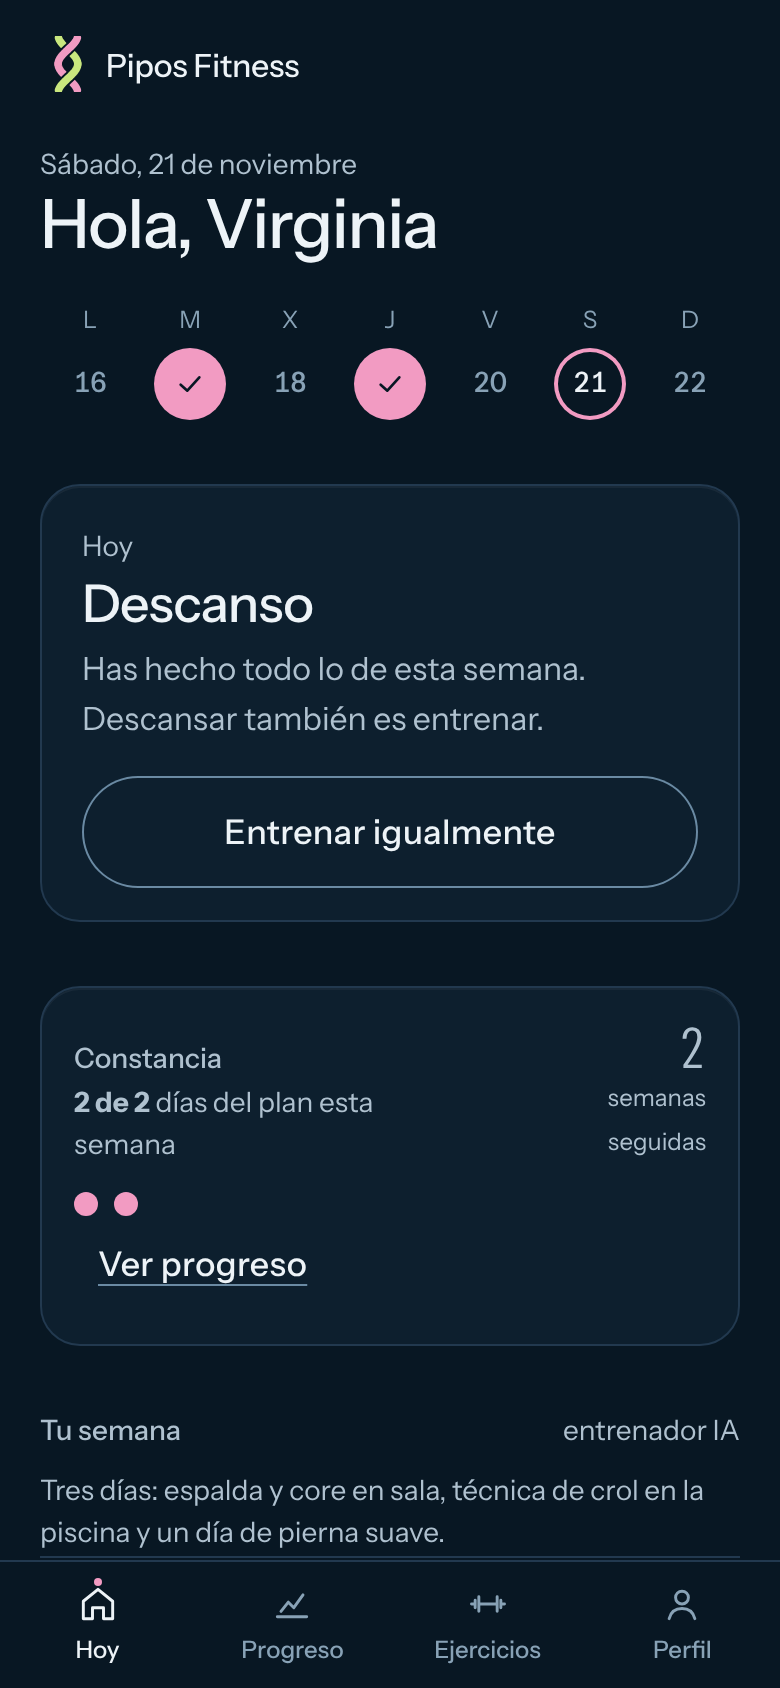 Pipos Fitness
Sábado, 21 de noviembre
Hola, Virginia
L M X J V S D
16 18 20 21 22
Hoy
Descanso
Has hecho todo lo de esta semana.
Descansar también es entrenar.
Entrenar igualmente
Constancia
2 de 2 días del plan esta
semana
2
semanas
seguidas
Ver progreso
Tu semana
entrenador IA
Tres días: espalda y core en sala, técnica de crol en la
piscina y un día de pierna suave.
Hoy
Progreso
Ejercicios
Perfil